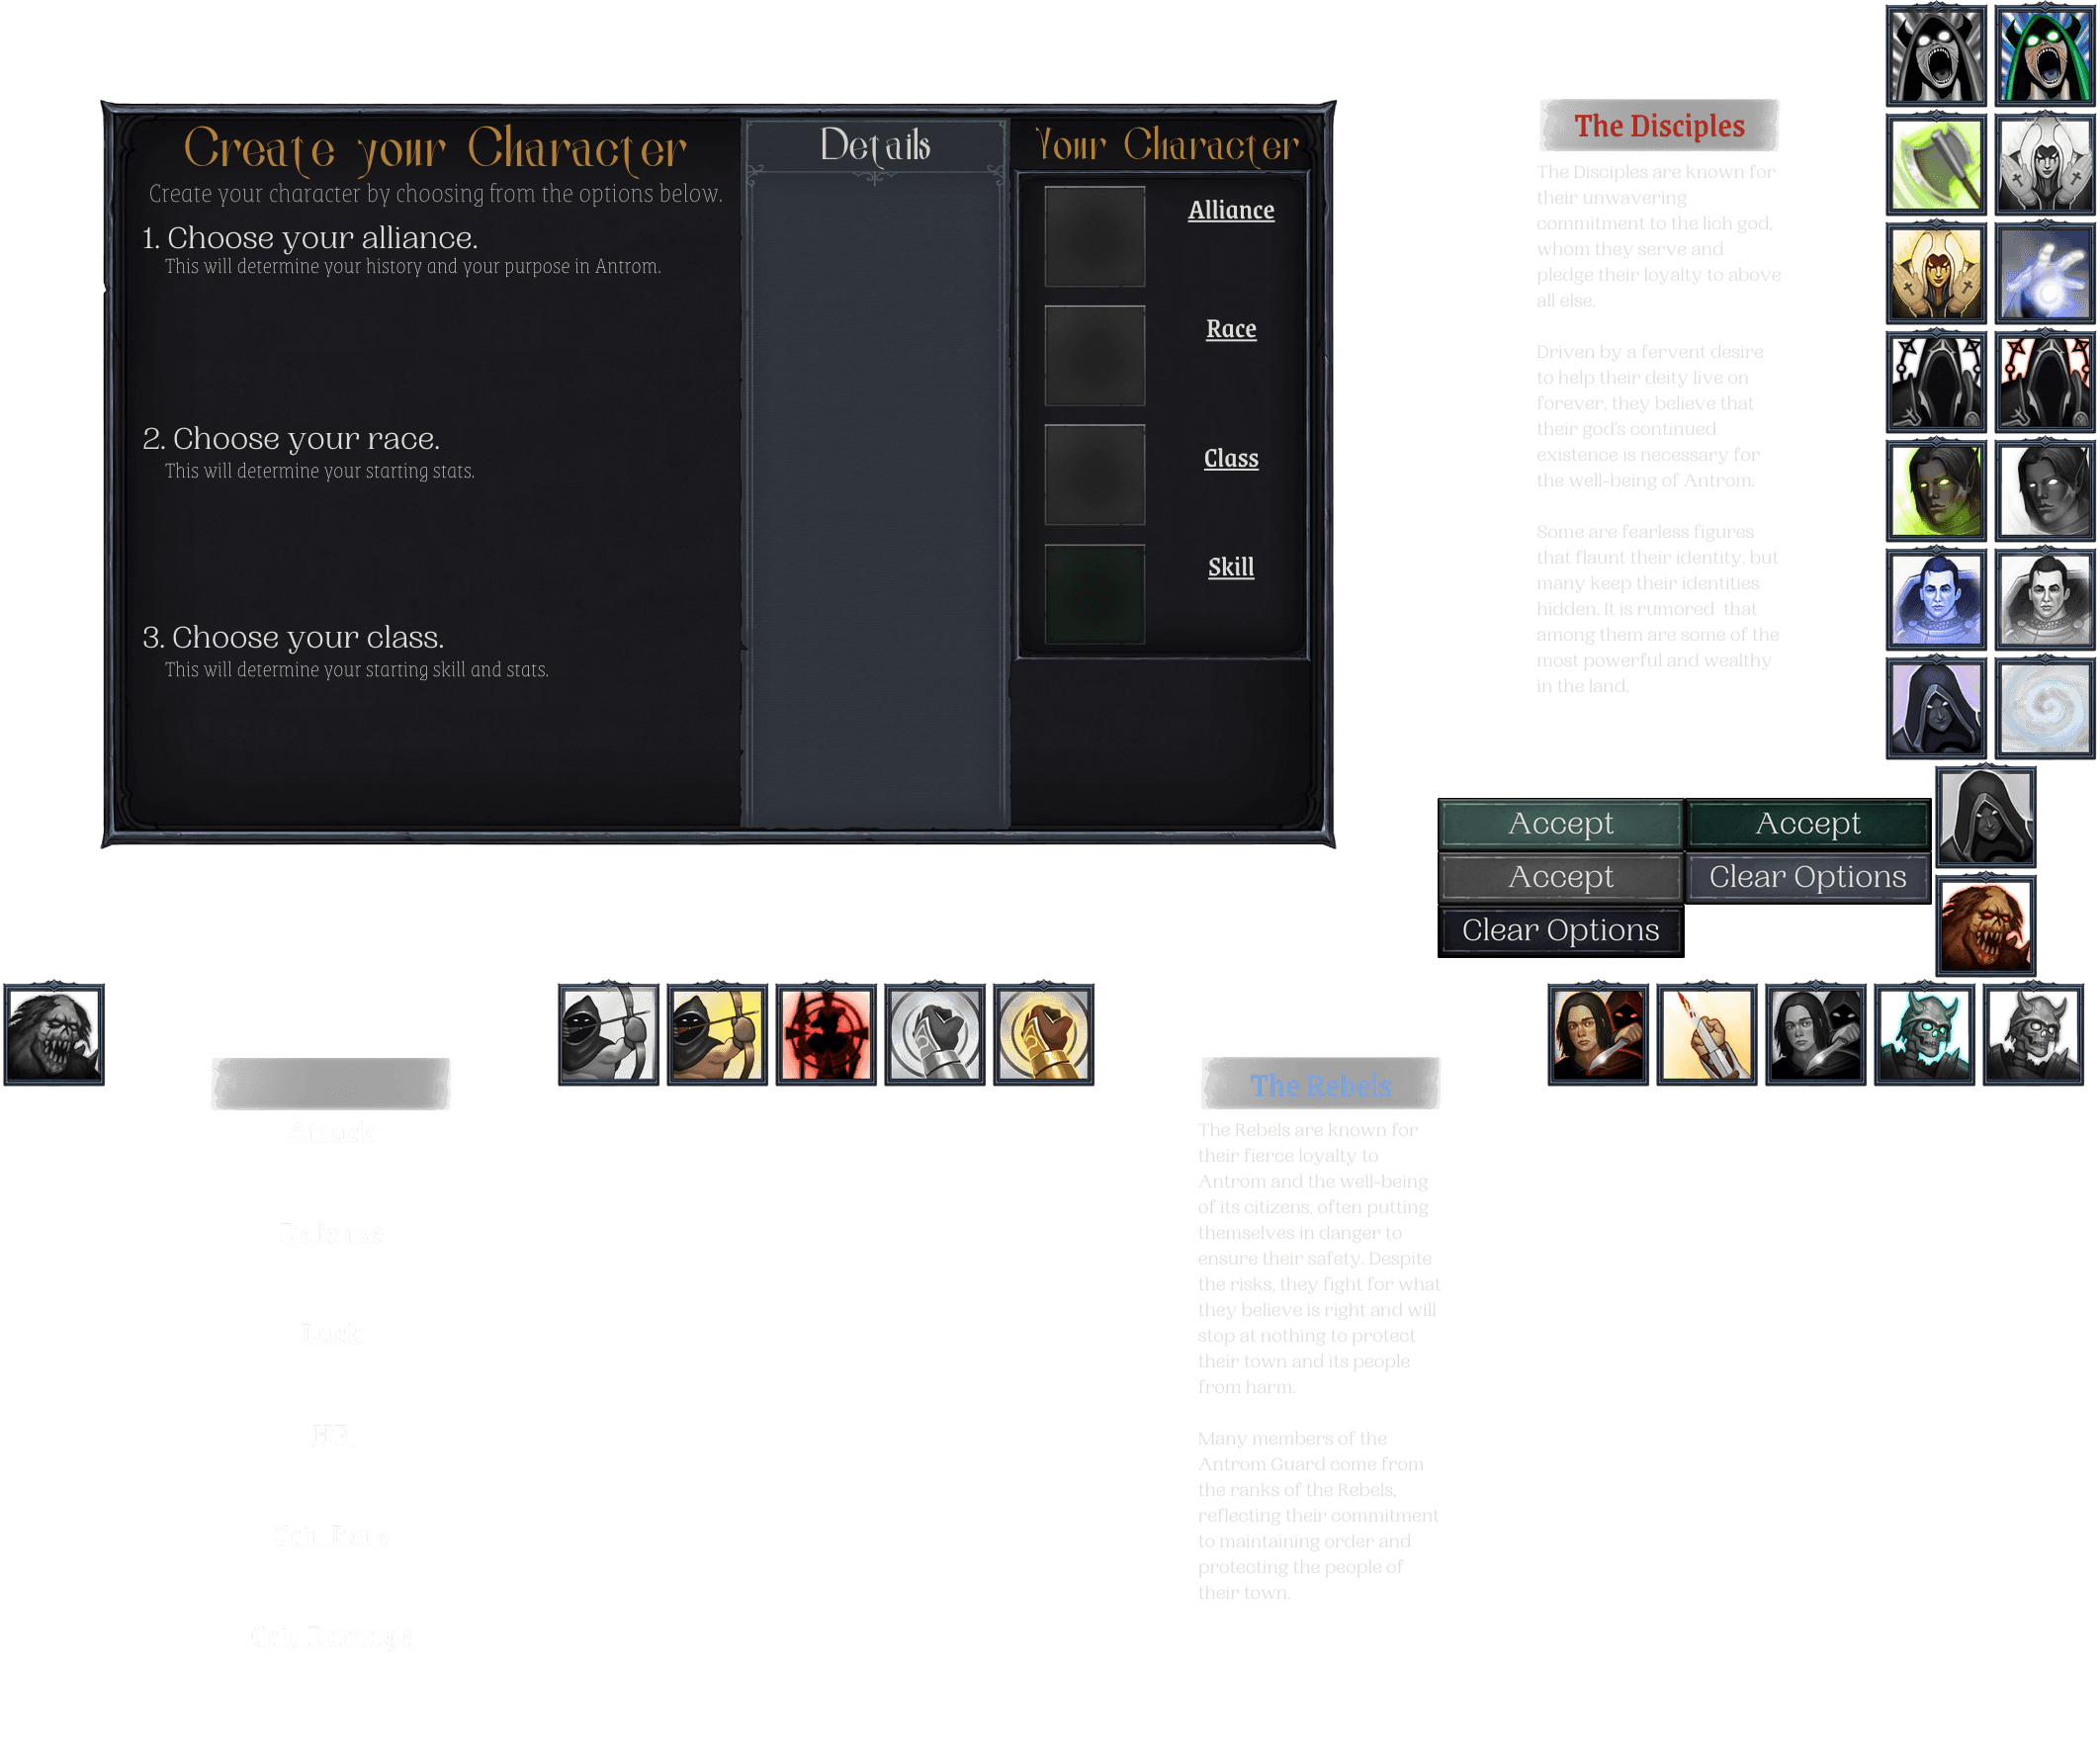 Create your Character
Create your character by choosing from the options below.
1. Choose your alliance.
This will determine your history and your purpose in Antrom.
2. Choose your race.
This will determine your starting stats.
3. Choose your class.
This will determine your starting skill and stats.
Details
Your Character
Alliance
Race
Class
Skill
The Disciples
The Disciples are known for
their unwavering
commitment to the lich god,
whom they serve and
pledge their loyalty to above
all else.
Driven by a fervent desire
to help their deity live on
forever, they believe that
their god's continued
existence is necessary for
the well-being of Antrom.
Some are fearless figures
that flaunt their identity, but
many keep their identities
hidden. It is rumored  that
among them are some of the
most powerful and wealthy
in the land.
Accept
Accept
Accept
Clear Options
Clear Options
Attack
Defense
Luck
HP
Crit Rate
Crit Damage
The Rebels
The Rebels are known for
their fierce loyalty to
Antrom and the well-being
of its citizens, often putting
themselves in danger to
ensure their safety. Despite
the risks, they fight for what
they believe is right and will
stop at nothing to protect
their town and its people
from harm.
Many members of the
Antrom Guard come from
the ranks of the Rebels,
reflecting their commitment
to maintaining order and
protecting the people of
their town.